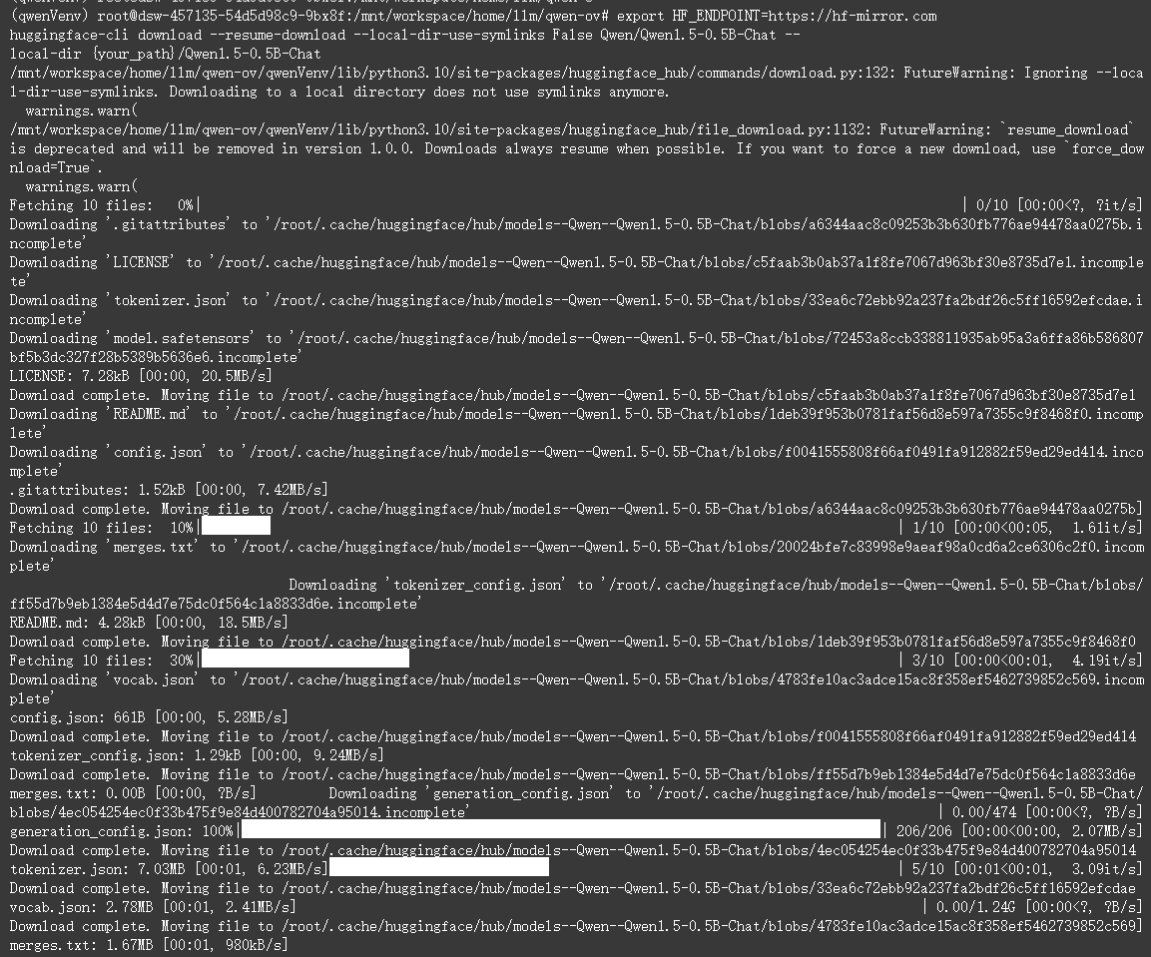 (qwenVenv) root@dsw-457135-54d5d98c9-9bx8f:/mnt/workspace/home/llm/qwen-ov# export HF_ENDPOINT=https://hf-mirror.com
huggingface-cli download --resume-download --local-dir-use-symlinks False Qwen/Qwen1.5-0.5B-Chat --
local-dir {your_path}/Qwen1.5-0.5B-Chat
/mnt/workspace/home/llm/qwen-ov/qwenVenv/lib/python3.10/site-packages/huggingface_hub/commands/download.py:132: FutureWarning: Ignoring --loca
l-dir-use-symlinks. Downloading to a local directory does not use symlinks anymore.
  warnings.warn(
/mnt/workspace/home/llm/qwen-ov/qwenVenv/lib/python3.10/site-packages/huggingface_hub/file_download.py:1132: FutureWarning: `resume_download`
is deprecated and will be removed in version 1.0.0. Downloads always resume when possible. If you want to force a new download, use `force_dow
nload=True`.
  warnings.warn(
Fetching 10 files:   0%| | 0/10 [00:00<?, ?it/s]
Downloading '.gitattributes' to '/root/.cache/huggingface/hub/models--Qwen--Qwen1.5-0.5B-Chat/blobs/a6344aac8c09253b3b630fb776ae94478aa0275b.i
ncomplete'
Downloading 'LICENSE' to '/root/.cache/huggingface/hub/models--Qwen--Qwen1.5-0.5B-Chat/blobs/c5faab3b0ab37a1f8fe7067d963bf30e8735d7e1.incomple
te'
Downloading 'tokenizer.json' to '/root/.cache/huggingface/hub/models--Qwen--Qwen1.5-0.5B-Chat/blobs/33ea6c72ebb92a237fa2bdf26c5ff16592efcdae.i
ncomplete'
Downloading 'model.safetensors' to '/root/.cache/huggingface/hub/models--Qwen--Qwen1.5-0.5B-Chat/blobs/72453a8ccb338811935ab95a3a6ffa86b586807
bf5b3dc327f28b5389b5636e6.incomplete'
LICENSE: 7.28kB [00:00, 20.5MB/s]
Download complete. Moving file to /root/.cache/huggingface/hub/models--Qwen--Qwen1.5-0.5B-Chat/blobs/c5faab3b0ab37a1f8fe7067d963bf30e8735d7e1
Downloading 'README.md' to '/root/.cache/huggingface/hub/models--Qwen--Qwen1.5-0.5B-Chat/blobs/1deb39f953b0781faf56d8e597a7355c9f8468f0.incomp
lete'
Downloading 'config.json' to '/root/.cache/huggingface/hub/models--Qwen--Qwen1.5-0.5B-Chat/blobs/f0041555808f66af0491fa912882f59ed29ed414.inco
mplete'
.gitattributes: 1.52kB [00:00, 7.42MB/s]
Download complete. Moving file to /root/.cache/huggingface/hub/models--Qwen--Qwen1.5-0.5B-Chat/blobs/a6344aac8c09253b3b630fb776ae94478aa0275b]
Fetching 10 files:  10%| | 1/10 [00:00<00:05,  1.61it/s]
Downloading 'merges.txt' to '/root/.cache/huggingface/hub/models--Qwen--Qwen1.5-0.5B-Chat/blobs/20024bfe7c83998e9aeaf98a0cd6a2ce6306c2f0.incom
plete'
Downloading 'tokenizer_config.json' to '/root/.cache/huggingface/hub/models--Qwen--Qwen1.5-0.5B-Chat/blobs/
ff55d7b9eb1384e5d4d7e75dc0f564c1a8833d6e.incomplete'
README.md: 4.28kB [00:00, 18.5MB/s]
Download complete. Moving file to /root/.cache/huggingface/hub/models--Qwen--Qwen1.5-0.5B-Chat/blobs/1deb39f953b0781faf56d8e597a7355c9f8468f0
Fetching 10 files:  30%| | 3/10 [00:00<00:01,  4.19it/s]
Downloading 'vocab.json' to '/root/.cache/huggingface/hub/models--Qwen--Qwen1.5-0.5B-Chat/blobs/4783fe10ac3adce15ac8f358ef5462739852c569.incom
plete'
config.json: 661B [00:00, 5.28MB/s]
Download complete. Moving file to /root/.cache/huggingface/hub/models--Qwen--Qwen1.5-0.5B-Chat/blobs/f0041555808f66af0491fa912882f59ed29ed414
tokenizer_config.json: 1.29kB [00:00, 9.24MB/s]
Download complete. Moving file to /root/.cache/huggingface/hub/models--Qwen--Qwen1.5-0.5B-Chat/blobs/ff55d7b9eb1384e5d4d7e75dc0f564c1a8833d6e
merges.txt: 0.00B [00:00, ?B/s] Downloading 'generation_config.json' to '/root/.cache/huggingface/hub/models--Qwen--Qwen1.5-0.5B-Chat/
blobs/4ec054254ec0f33b475f9e84d400782704a95014.incomplete' | 0.00/474 [00:00<?, ?B/s]
generation_config.json: 100%| | 206/206 [00:00<00:00, 2.07MB/s]
Download complete. Moving file to /root/.cache/huggingface/hub/models--Qwen--Qwen1.5-0.5B-Chat/blobs/4ec054254ec0f33b475f9e84d400782704a95014
tokenizer.json: 7.03MB [00:01, 6.23MB/s] | 5/10 [00:01<00:01,  3.09it/s]
Download complete. Moving file to /root/.cache/huggingface/hub/models--Qwen--Qwen1.5-0.5B-Chat/blobs/33ea6c72ebb92a237fa2bdf26c5ff16592efcdae
vocab.json: 2.78MB [00:01, 2.41MB/s] | 0.00/1.24G [00:00<?, ?B/s]
Download complete. Moving file to /root/.cache/huggingface/hub/models--Qwen--Qwen1.5-0.5B-Chat/blobs/4783fe10ac3adce15ac8f358ef5462739852c569]
merges.txt: 1.67MB [00:01, 980kB/s]